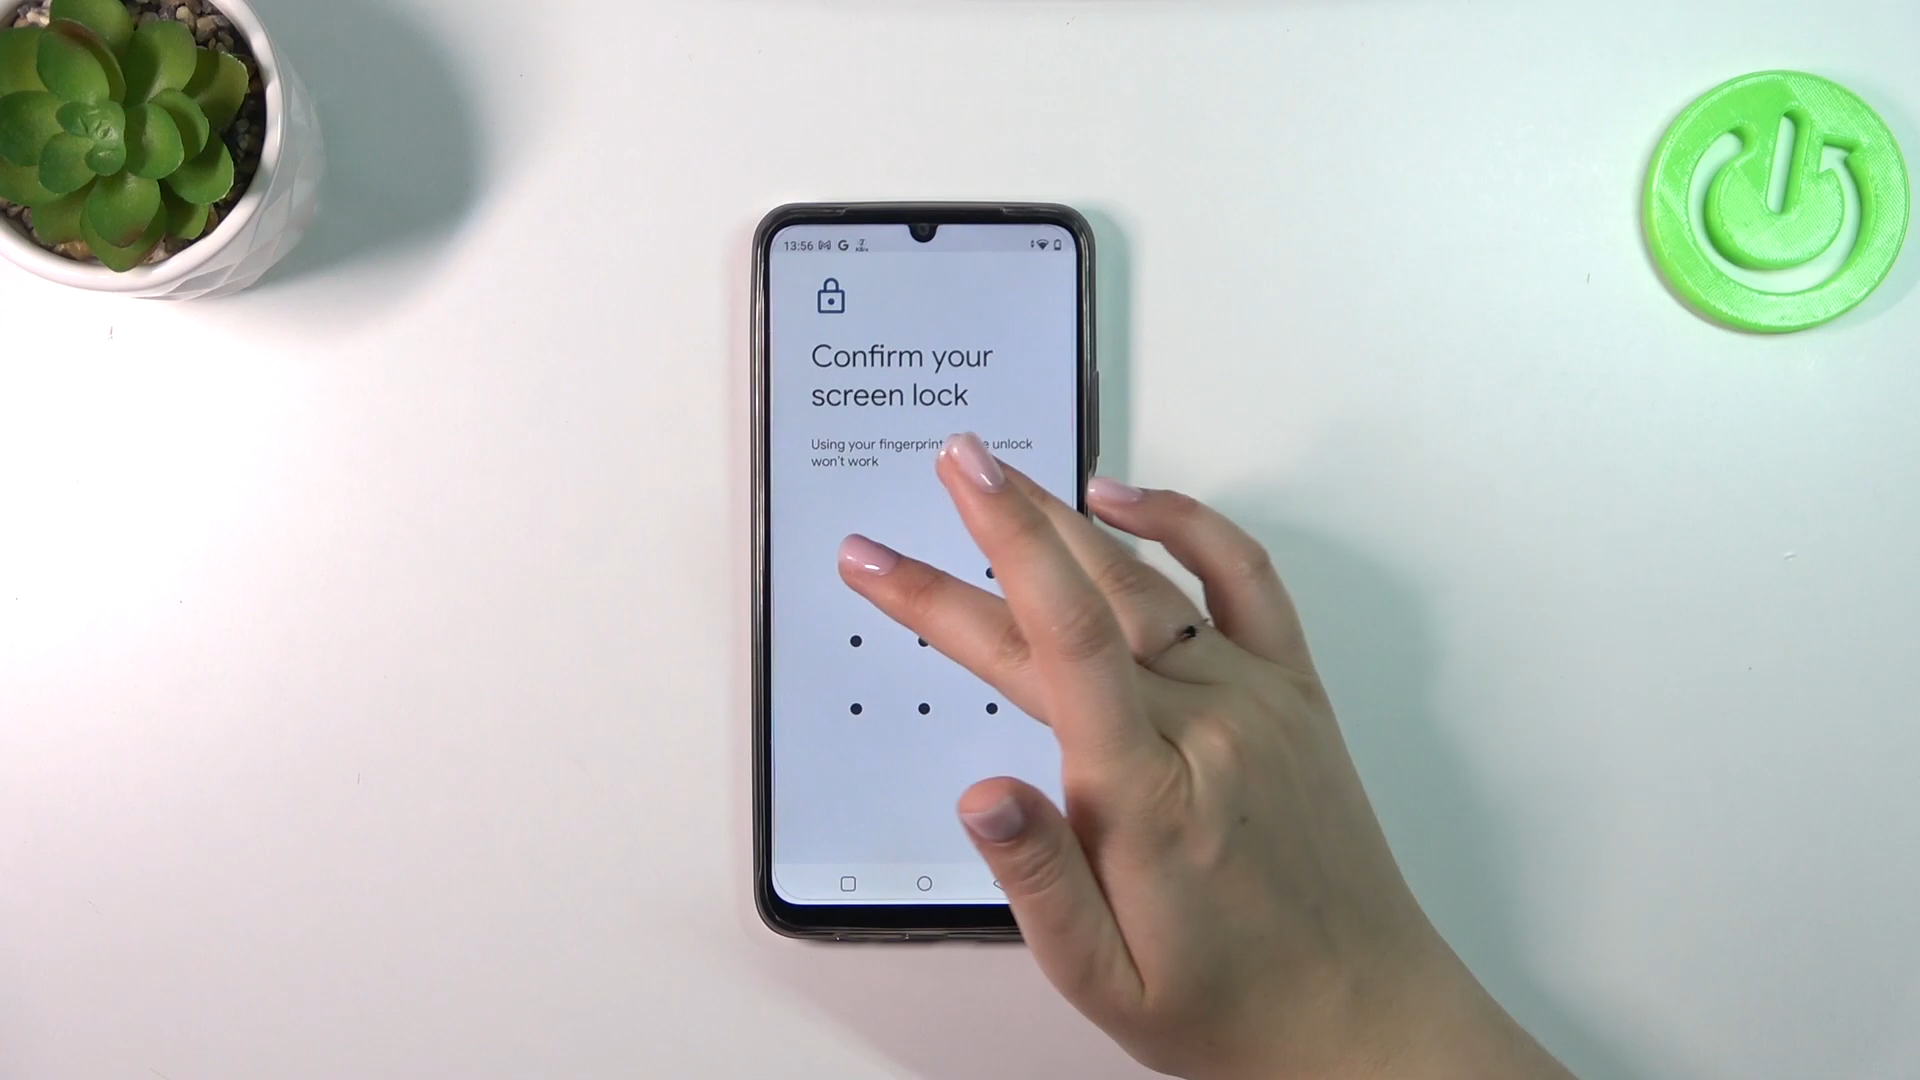 13:56
Confirm your
screen lock
Using your fingerprint unlock
won't work